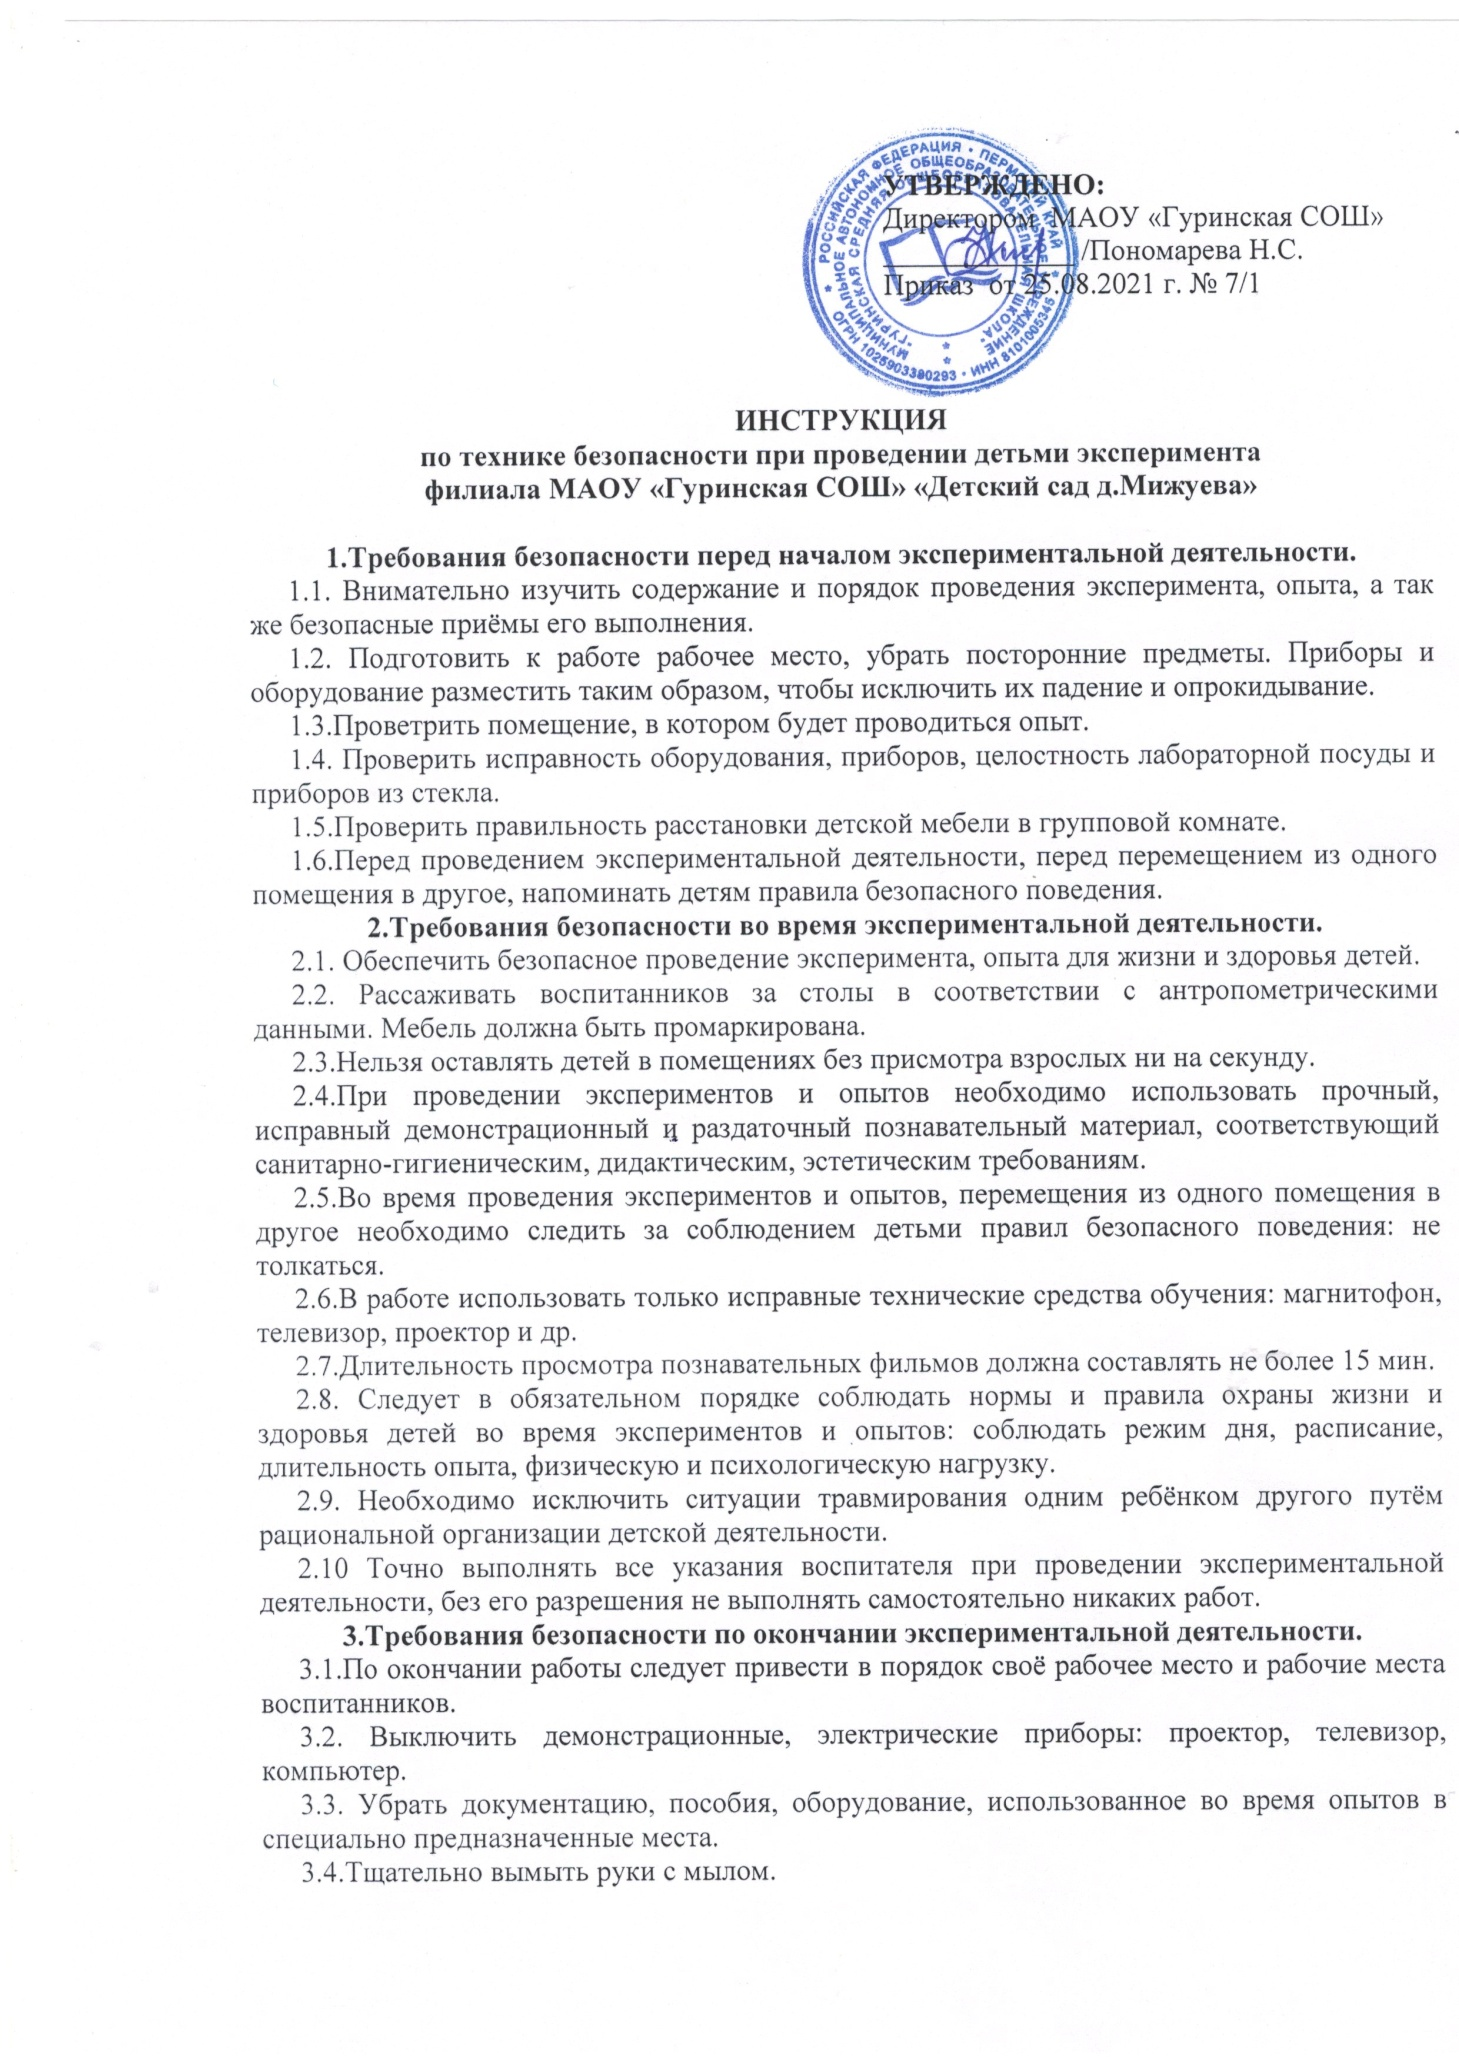 РОССИЙСКАЯ ФЕДЕРАЦИЯ • ПЕРМСКИЙ КРАЙ
МУНИЦИПАЛЬНОЕ АВТОНОМНОЕ ОБЩЕОБРАЗОВАТЕЛЬНОЕ УЧРЕЖДЕНИЕ
"ГУРИНСКАЯ СРЕДНЯЯ ОБЩЕОБРАЗОВАТЕЛЬНАЯ ШКОЛА"
ОГРН 1025903380293 • ИНН 8101005345
УТВЕРЖДЕНО:
Директором МАОУ «Гуринская СОШ»
/Пономарева Н.С.
Приказ от 25.08.2021 г. № 7/1
ИНСТРУКЦИЯ
по технике безопасности при проведении детьми эксперимента
филиала МАОУ «Гуринская СОШ» «Детский сад д.Мижуева»
1.Требования безопасности перед началом экспериментальной деятельности.
1.1. Внимательно изучить содержание и порядок проведения эксперимента, опыта, а так
же безопасные приёмы его выполнения.
1.2. Подготовить к работе рабочее место, убрать посторонние предметы. Приборы и
оборудование разместить таким образом, чтобы исключить их падение и опрокидывание.
1.3.Проветрить помещение, в котором будет проводиться опыт.
1.4. Проверить исправность оборудования, приборов, целостность лабораторной посуды и
приборов из стекла.
1.5.Проверить правильность расстановки детской мебели в групповой комнате.
1.6.Перед проведением экспериментальной деятельности, перед перемещением из одного
помещения в другое, напоминать детям правила безопасного поведения.
2.Требования безопасности во время экспериментальной деятельности.
2.1. Обеспечить безопасное проведение эксперимента, опыта для жизни и здоровья детей.
2.2. Рассаживать воспитанников за столы в соответствии с антропометрическими
данными. Мебель должна быть промаркирована.
2.3.Нельзя оставлять детей в помещениях без присмотра взрослых ни на секунду.
2.4.При проведении экспериментов и опытов необходимо использовать прочный,
исправный демонстрационный и раздаточный познавательный материал, соответствующий
санитарно-гигиеническим, дидактическим, эстетическим требованиям.
2.5.Во время проведения экспериментов и опытов, перемещения из одного помещения в
другое необходимо следить за соблюдением детьми правил безопасного поведения: не
толкаться.
2.6.В работе использовать только исправные технические средства обучения: магнитофон,
телевизор, проектор и др.
2.7.Длительность просмотра познавательных фильмов должна составлять не более 15 мин.
2.8. Следует в обязательном порядке соблюдать нормы и правила охраны жизни и
здоровья детей во время экспериментов и опытов: соблюдать режим дня, расписание,
длительность опыта, физическую и психологическую нагрузку.
2.9. Необходимо исключить ситуации травмирования одним ребёнком другого путём
рациональной организации детской деятельности.
2.10 Точно выполнять все указания воспитателя при проведении экспериментальной
деятельности, без его разрешения не выполнять самостоятельно никаких работ.
3.Требования безопасности по окончании экспериментальной деятельности.
3.1.По окончании работы следует привести в порядок своё рабочее место и рабочие места
воспитанников.
3.2. Выключить демонстрационные, электрические приборы: проектор, телевизор,
компьютер.
3.3. Убрать документацию, пособия, оборудование, использованное во время опытов в
специально предназначенные места.
3.4.Тщательно вымыть руки с мылом.